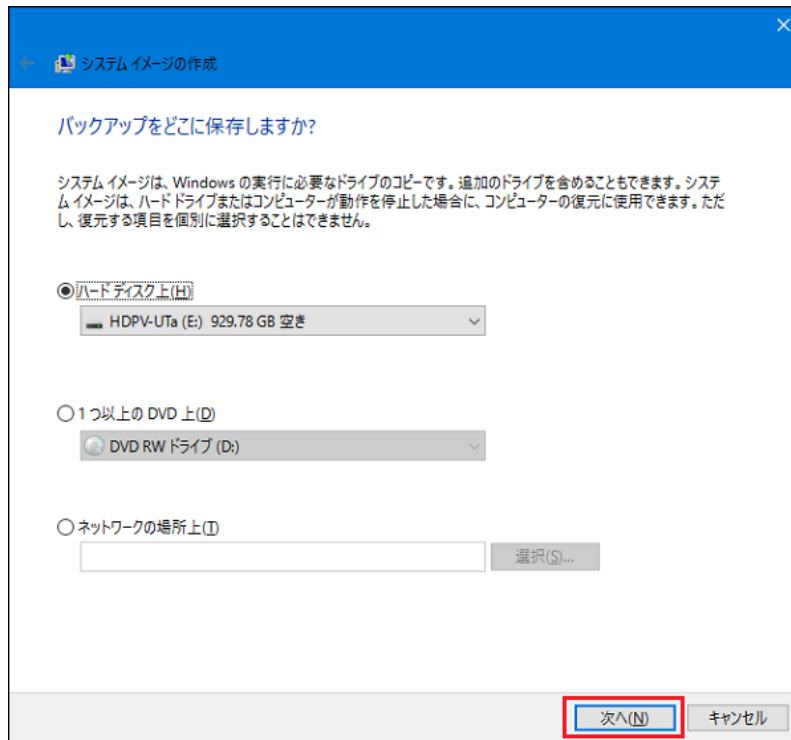 システム イメージの作成
バックアップをどこに保存しますか?
システム イメージは、Windows の実行に必要なドライブのコピーです。追加のドライブを含めることもできます。システ
ム イメージは、ハード ドライブまたはコンピューターが動作を停止した場合に、コンピューターの復元に使用できます。ただ
し、復元する項目を個別に選択することはできません。
ハード ディスク上(H)
HDPV-UTa (E:) 929.78 GB 空き
1 つ以上の DVD 上(D)
DVD RW ドライブ (D:)
ネットワークの場所上(T)
選択(S)...
次へ(N) キャンセル